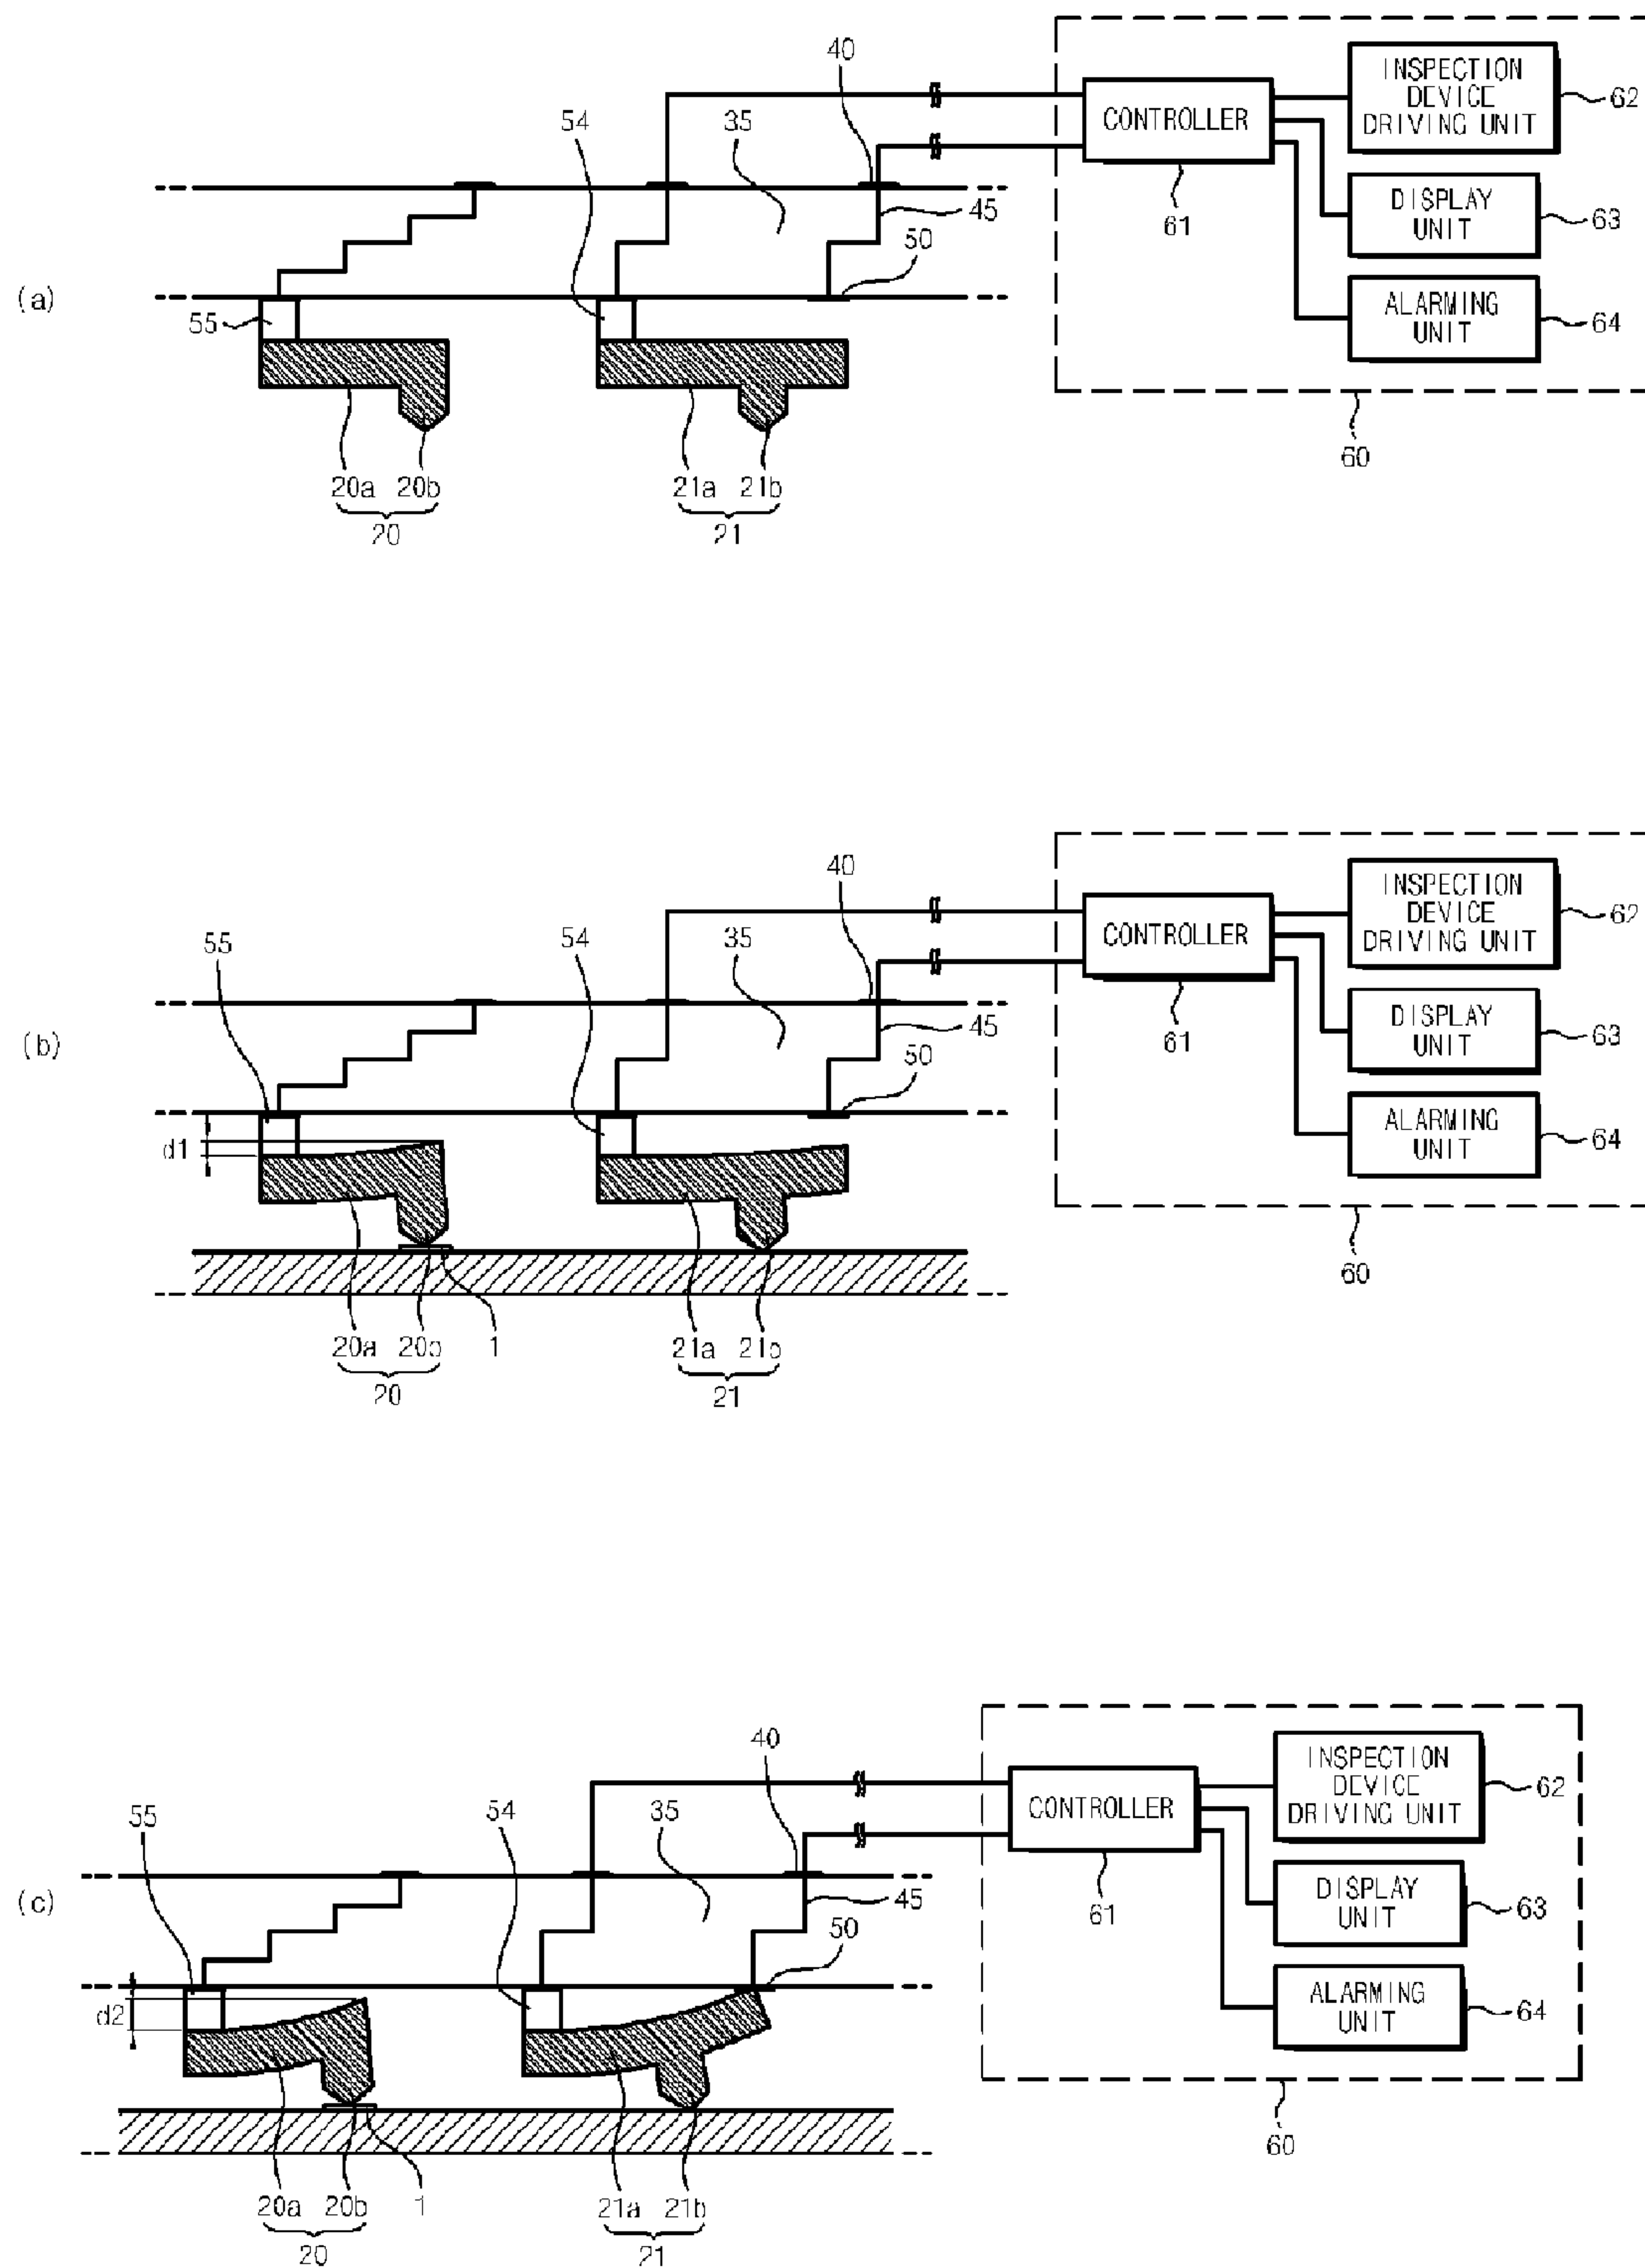 40
54
35
CONTROLLER
INSPECTION
DEVICE
DRIVING UNIT
62
45
50
61
DISPLAY
UNIT
63
(a)
55
ALARMING
UNIT
64
60
20a 20b
20
21a 21b
21
40
55
54
35
CONTROLLER
INSPECTION
DEVICE
DRIVING UNIT
62
45
50
61
DISPLAY
UNIT
63
(b)
d1
ALARMING
UNIT
64
60
20a 20b 1
20
21a 21b
21
40
55
54
35
CONTROLLER
INSPECTION
DEVICE
DRIVING UNIT
62
45
50
61
DISPLAY
UNIT
63
(c)
d2
ALARMING
UNIT
64
60
20a 20b 1
20
21a 21b
21